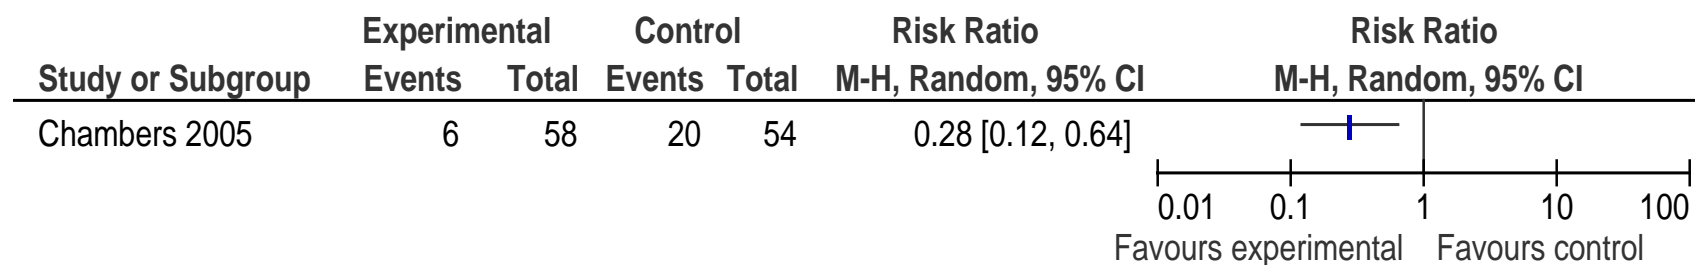 Experimental Control Risk Ratio Risk Ratio
Study or Subgroup Events Total Events Total M-H, Random, 95% CI M-H, Random, 95% CI
Chambers 2005 6 58 20 54 0.28 [0.12, 0.64]
0.01 0.1 1 10 100
Favours experimental Favours control